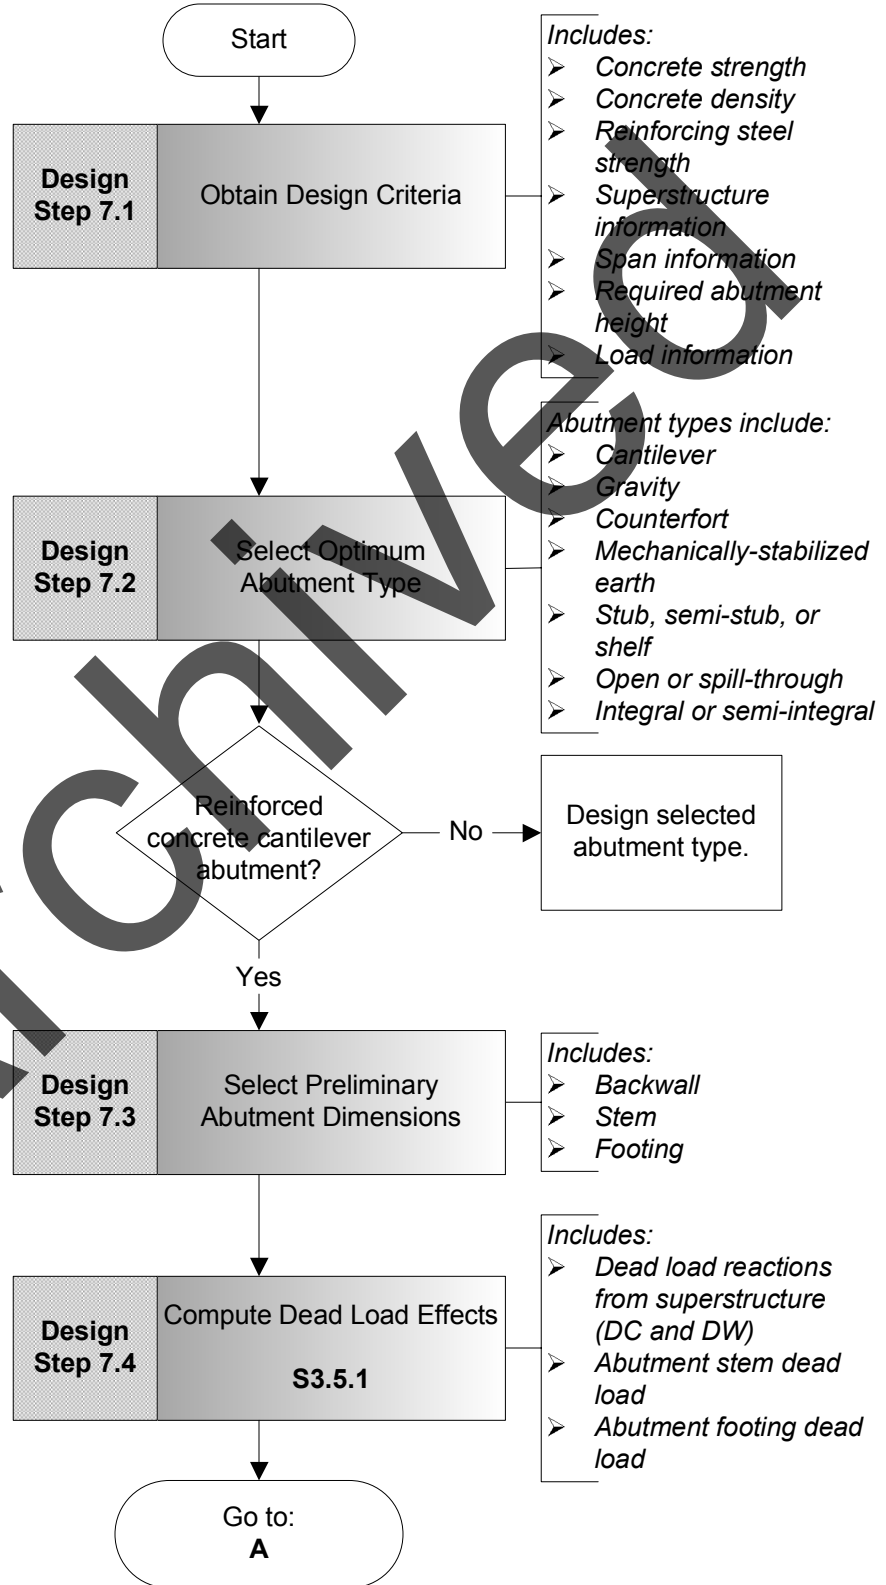 Start
Includes:
➢ Concrete strength
➢ Concrete density
➢ Reinforcing steel
strength
➢ Superstructure
information
➢ Span information
➢ Required abutment
height
➢ Load information
Design
Step 7.1
Obtain Design Criteria
Abutment types include:
➢ Cantilever
➢ Gravity
➢ Counterfort
➢ Mechanically-stabilized
earth
➢ Stub, semi-stub, or
shelf
➢ Open or spill-through
➢ Integral or semi-integral
Design
Step 7.2
Select Optimum
Abutment Type
Reinforced
concrete cantilever
abutment?
No
Design selected
abutment type.
Yes
Design
Step 7.3
Select Preliminary
Abutment Dimensions
Includes:
➢ Backwall
➢ Stem
➢ Footing
Design
Step 7.4
Compute Dead Load Effects
S3.5.1
Includes:
➢ Dead load reactions
from superstructure
(DC and DW)
➢ Abutment stem dead
load
➢ Abutment footing dead
load
Go to:
A
Archived